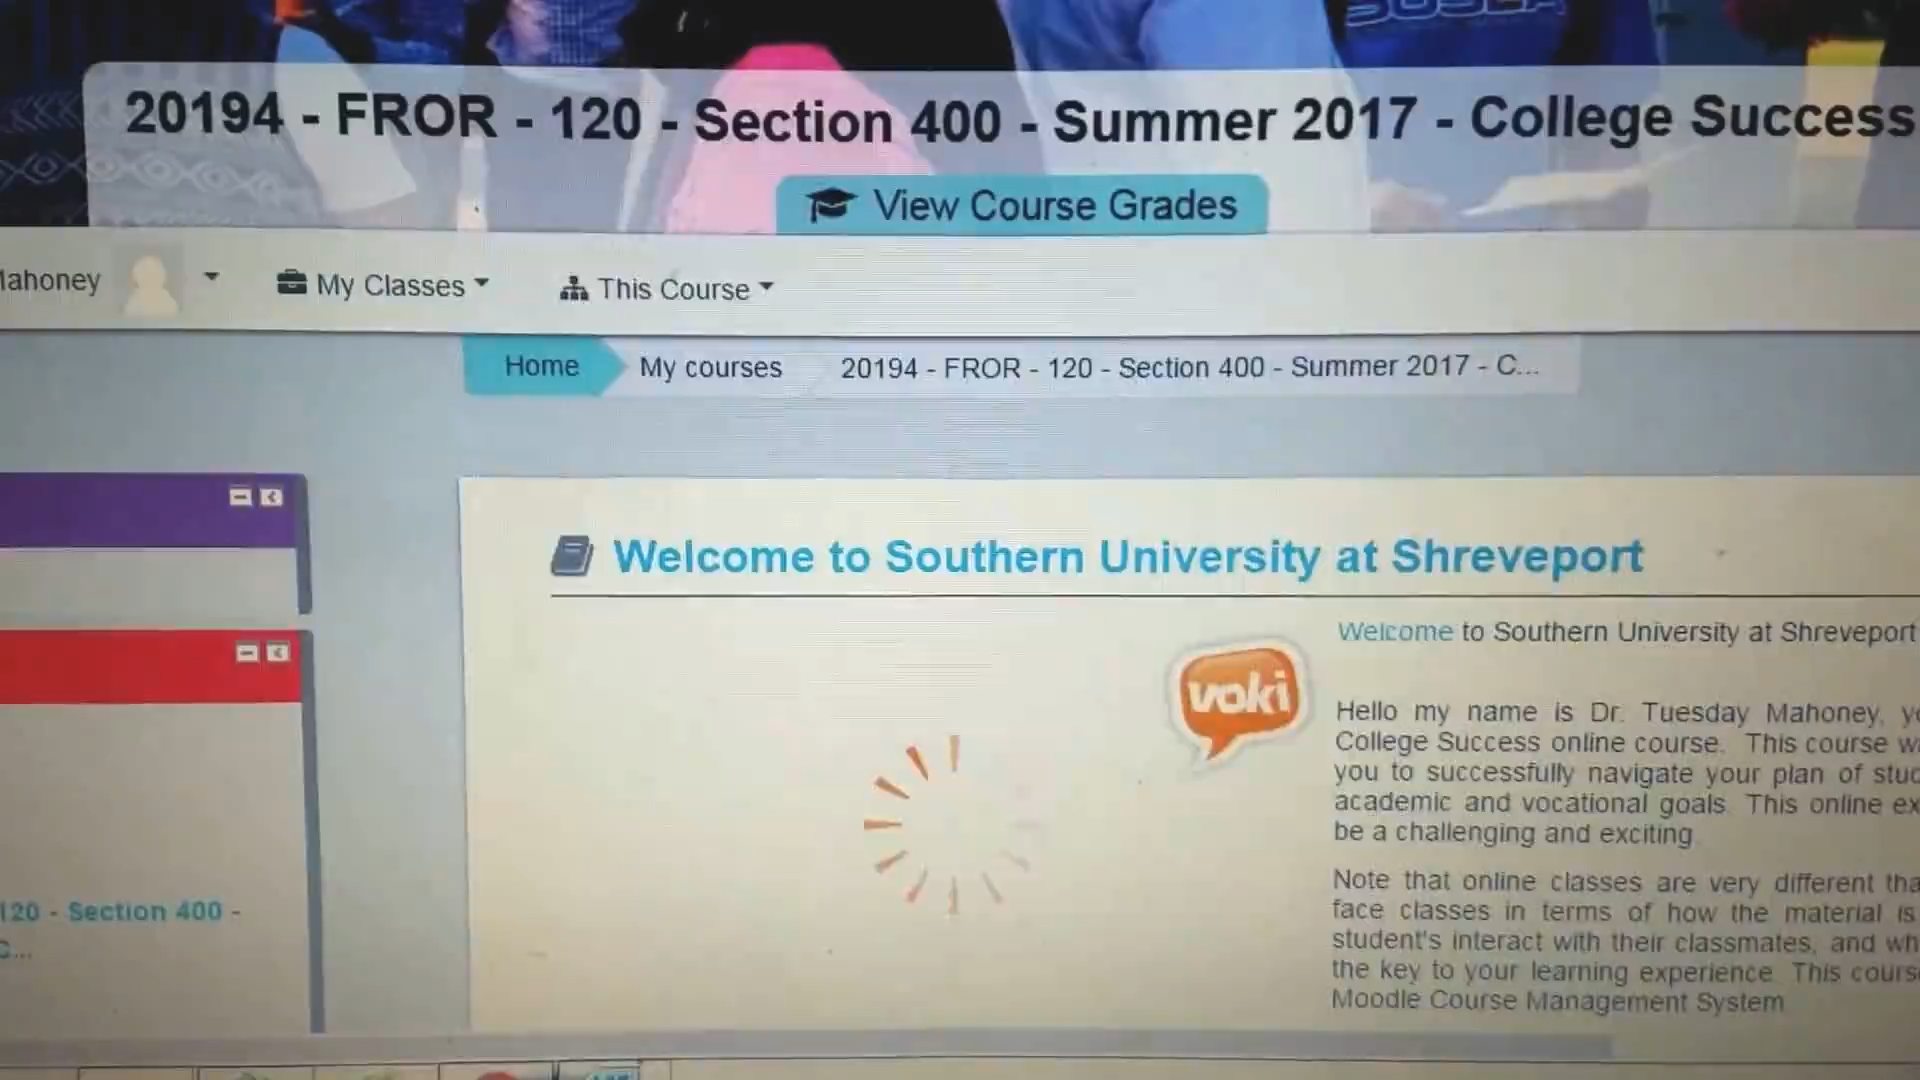 SUSLA
20194 - FROR - 120 - Section 400 - Summer 2017 - College Success
View Course Grades
Mahoney
My Classes
This Course
Home
My courses
20194 - FROR - 120 - Section 400 - Summer 2017 - C...
Welcome to Southern University at Shreveport
voki
Welcome to Southern University at Shreveport
Hello my name is Dr. Tuesday Mahoney,
College Success online course. This course
you to successfully navigate your plan of
academic and vocational goals. This online
be a challenging and exciting.
Note that online classes are very different
face classes in terms of how the material is
student's interact with their classmates, and
the key to your learning experience. This
Moodle Course Management System
120 - Section 400 -
C...